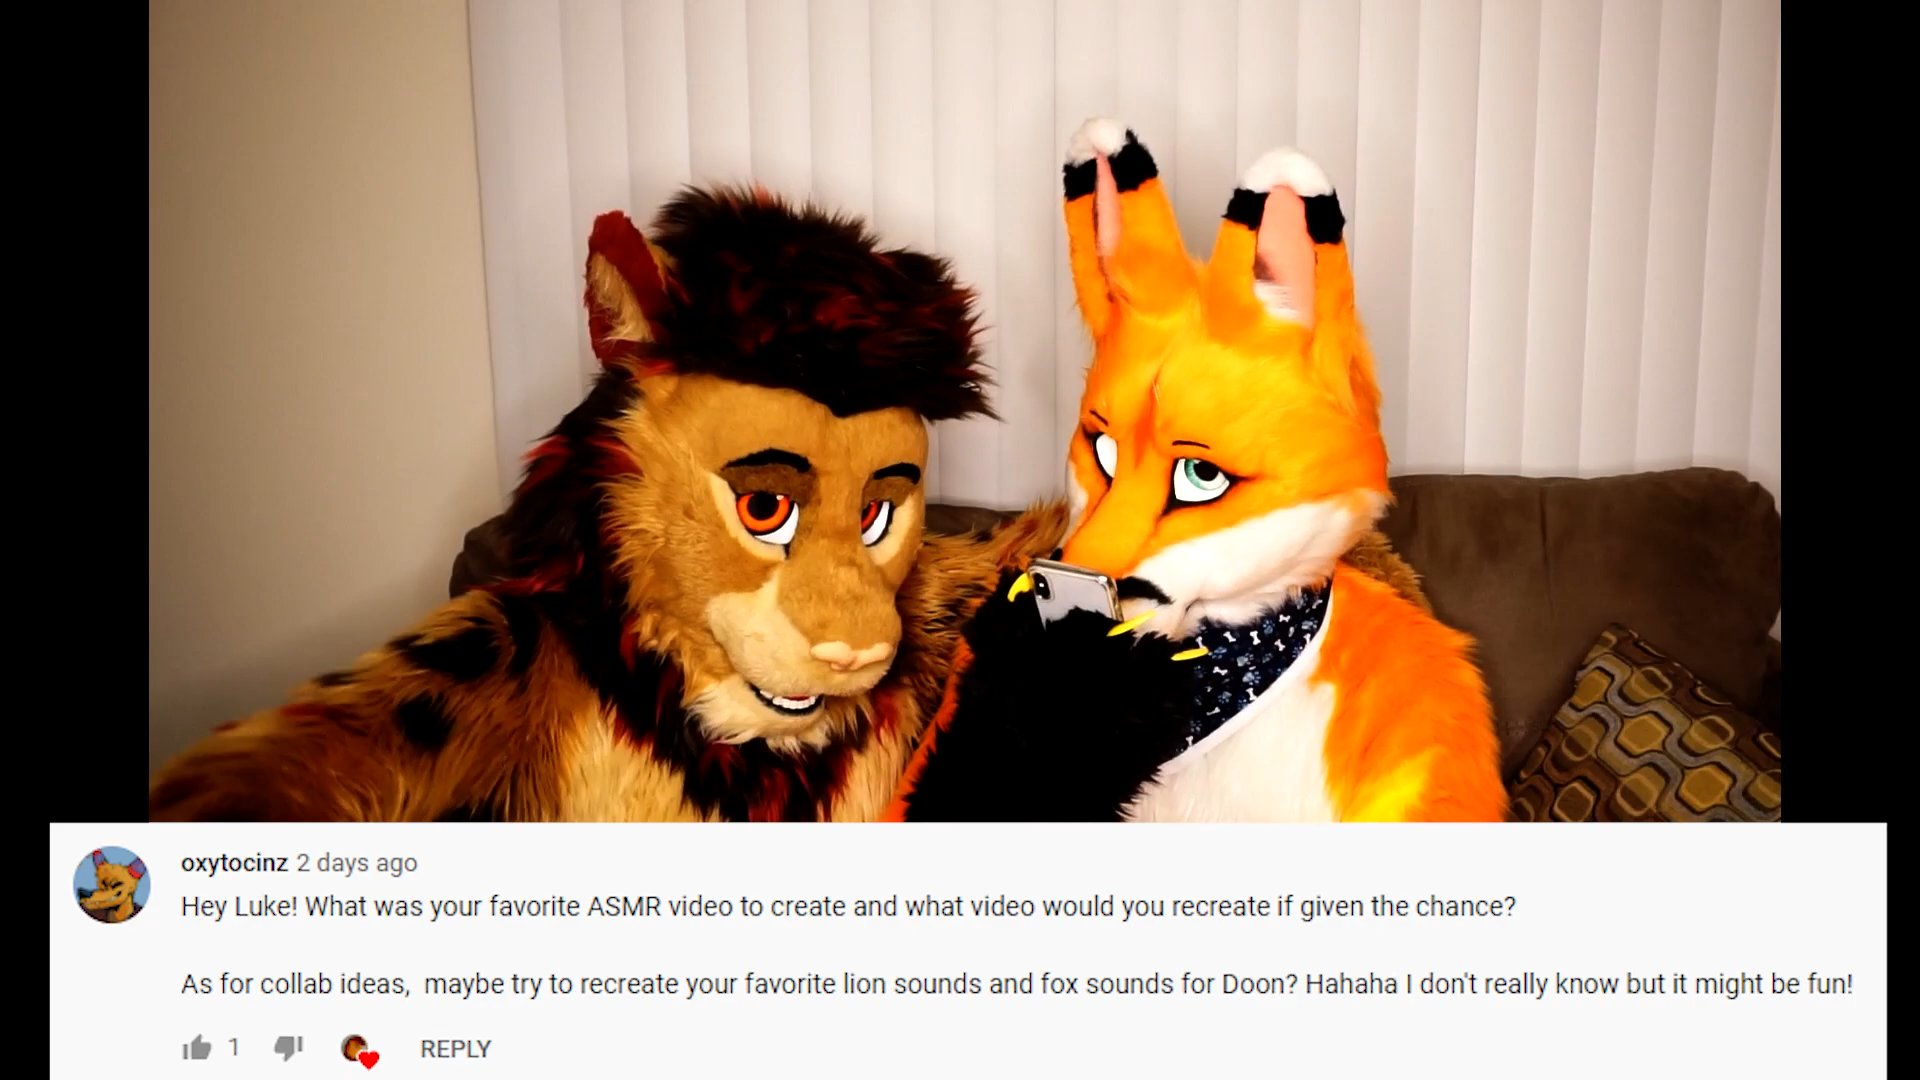 oxytocinz 2 days ago
Hey Luke! What was your favorite ASMR video to create and what video would you recreate if given the chance?
As for collab ideas,  maybe try to recreate your favorite lion sounds and fox sounds for Doon? Hahaha I don't really know but it might be fun!
1 REPLY